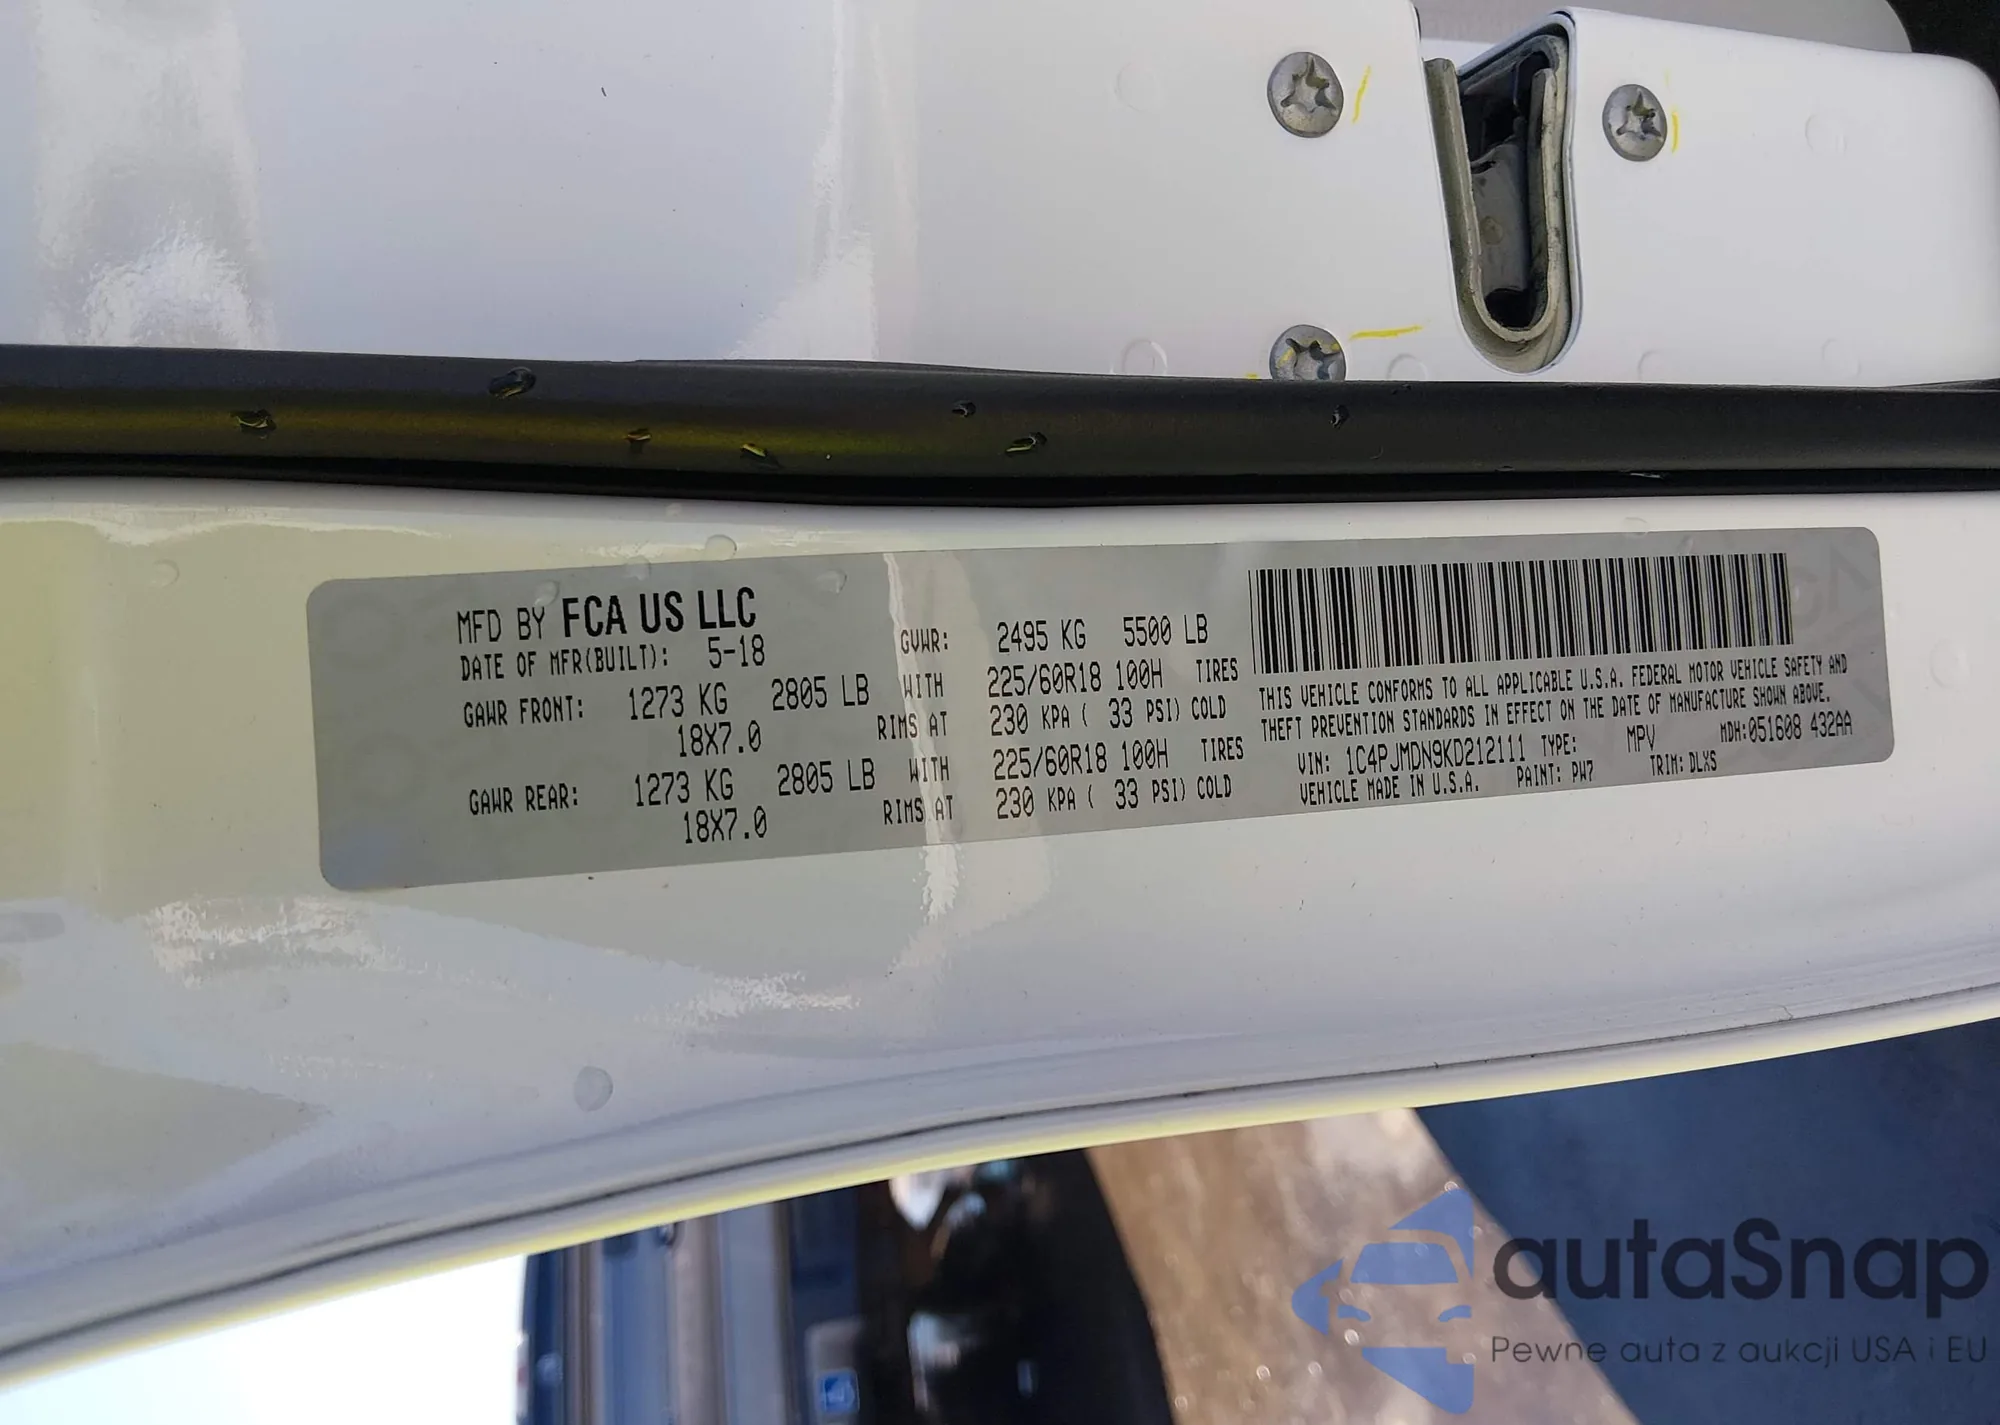 MFD BY FCA US LLC
DATE OF MFR(BUILT): 5-18
GVWR: 2495 KG 5500 LB
GAWR FRONT: 1273 KG 2805 LB WITH 225/60R18 100H TIRES
18X7.0 RIMS AT 230 KPA ( 33 PSI) COLD
GAWR REAR: 1273 KG 2805 LB WITH 225/60R18 100H TIRES
18X7.0 RIMS AT 230 KPA ( 33 PSI) COLD
THIS VEHICLE CONFORMS TO ALL APPLICABLE U.S.A. FEDERAL MOTOR VEHICLE SAFETY AND
THEFT PREVENTION STANDARDS IN EFFECT ON THE DATE OF MANUFACTURE SHOWN ABOVE.
VIN: 1C4PJMDN9KD212111 TYPE: MPV MDH:051608 432AA
VEHICLE MADE IN U.S.A. PAINT: PW7 TRIM: DLXS
autaSnap
Pewne auta z aukcji USA i EU